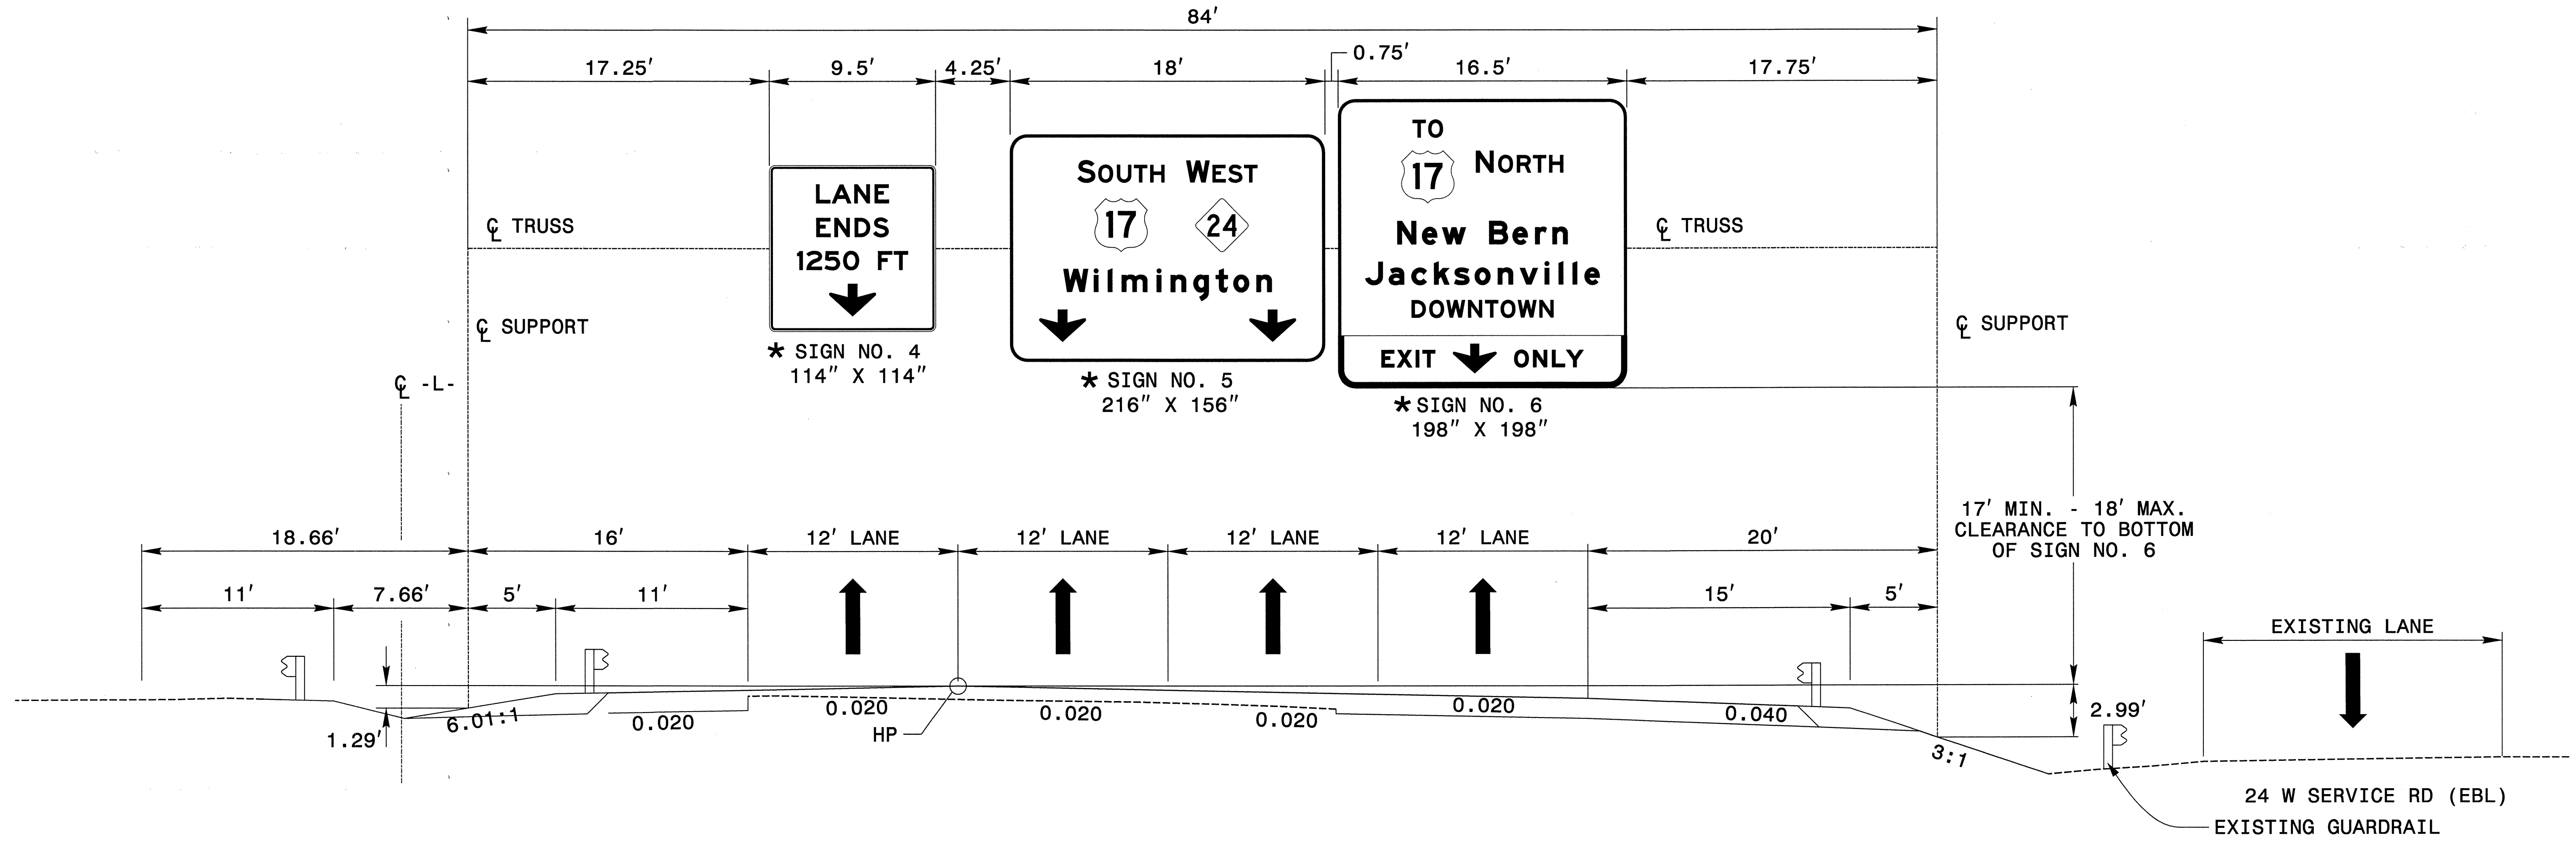 84'
0.75'
17.25' 9.5' 4.25' 18' 16.5' 17.75'
LANE
ENDS
1250 FT
* SIGN NO. 4
114" X 114"
SOUTH WEST
17 24
Wilmington
* SIGN NO. 5
216" X 156"
TO
17 NORTH
New Bern
Jacksonville
DOWNTOWN
EXIT ONLY
* SIGN NO. 6
198" X 198"
℄ TRUSS
℄ TRUSS
℄ SUPPORT
℄ SUPPORT
℄ -L-
17' MIN. - 18' MAX.
CLEARANCE TO BOTTOM
OF SIGN NO. 6
18.66' 16' 12' LANE 12' LANE 12' LANE 12' LANE 20'
11' 7.66' 5' 11' 15' 5'
EXISTING LANE
1.29'
6.01:1
0.020
0.020
HP
0.020
0.020
0.020
0.040
3:1
2.99'
24 W SERVICE RD (EBL)
EXISTING GUARDRAIL